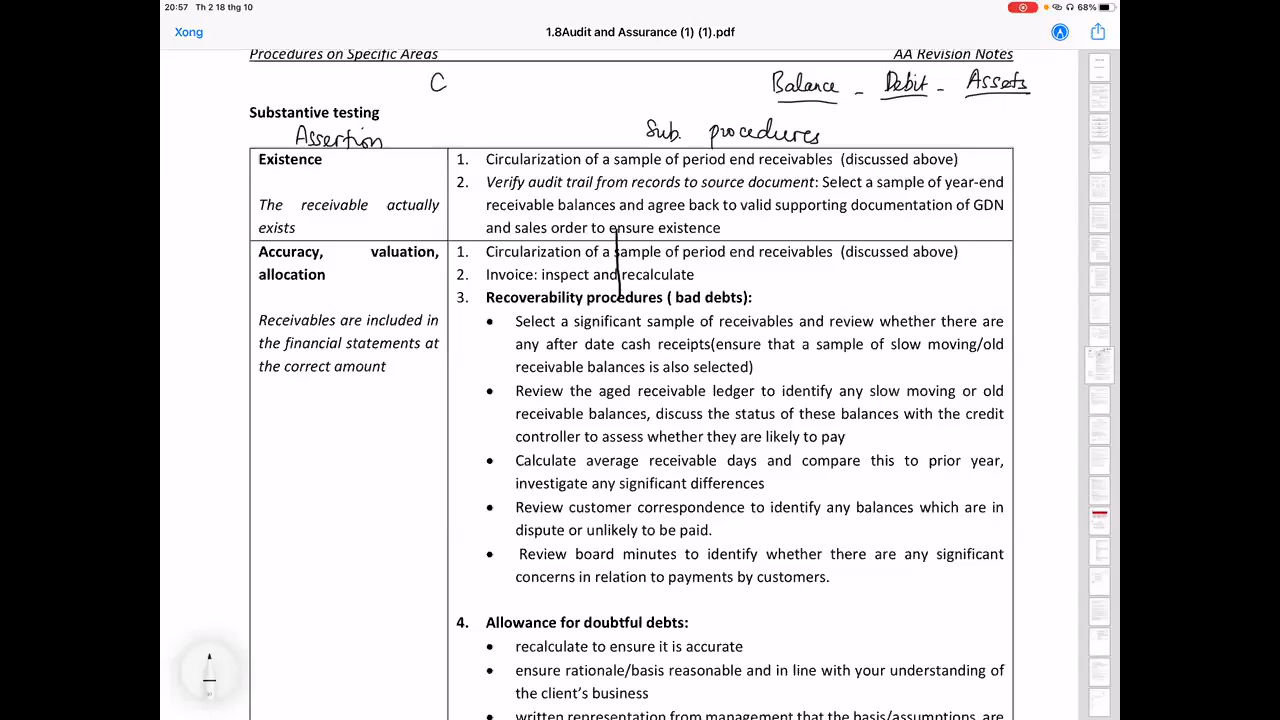 20:57 Th 2 18 thg 10 68%
Xong 1.8Audit and Assurance (1) (1).pdf
Procedures on Specific Areas AA Revision Notes
C Balance - Debit - Assets
Substantive testing
Assertion Sub. procedures
Existence
The receivable actually
exists
1. Circularization of a sample of period end receivables (discussed above)
2. Verify audit trail from records to source document: Select a sample of year-end
receivable balances and agree back to valid supporting documentation of GDN
and sales order to ensure existence
Accuracy, valuation,
allocation
Receivables are included in
the financial statements at
the correct amount
1. Circularization of a sample of period end receivables (discussed above)
2. Invoice: inspect and recalculate
3. Recoverability procedures ( bad debts):
• Select a significant sample of receivables and review whether there are
any after date cash receipts(ensure that a sample of slow moving/old
receivable balances is also selected)
• Review the aged receivable ledger to identify any slow moving or old
receivable balances, discuss the status of these balances with the credit
controller to assess whether they are likely to pay
• Calculate average receivable days and compare this to prior year,
investigate any significant differences
• Review customer correspondence to identify any balances which are in
dispute or unlikely to be paid.
• Review board minutes to identify whether there are any significant
concerns in relation to payments by customers.
4. Allowance for doubtful debts:
• recalculate to ensure it is accurate
• ensure rationale/basis reasonable and in line with your understanding of
the client's business
• written representation from management that the basis/assumptions are